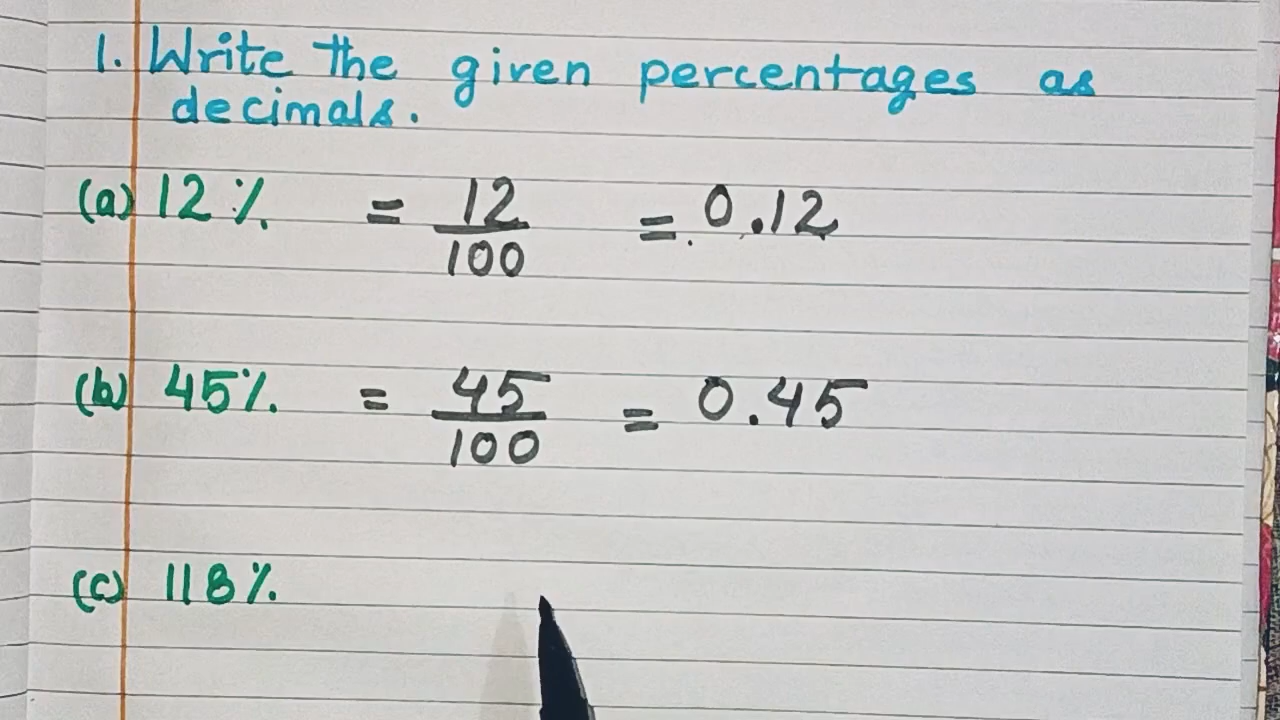 1. Write the given percentages as
decimals.
(a) 12% = 12/100 = 0.12
(b) 45% = 45/100 = 0.45
(c) 118%